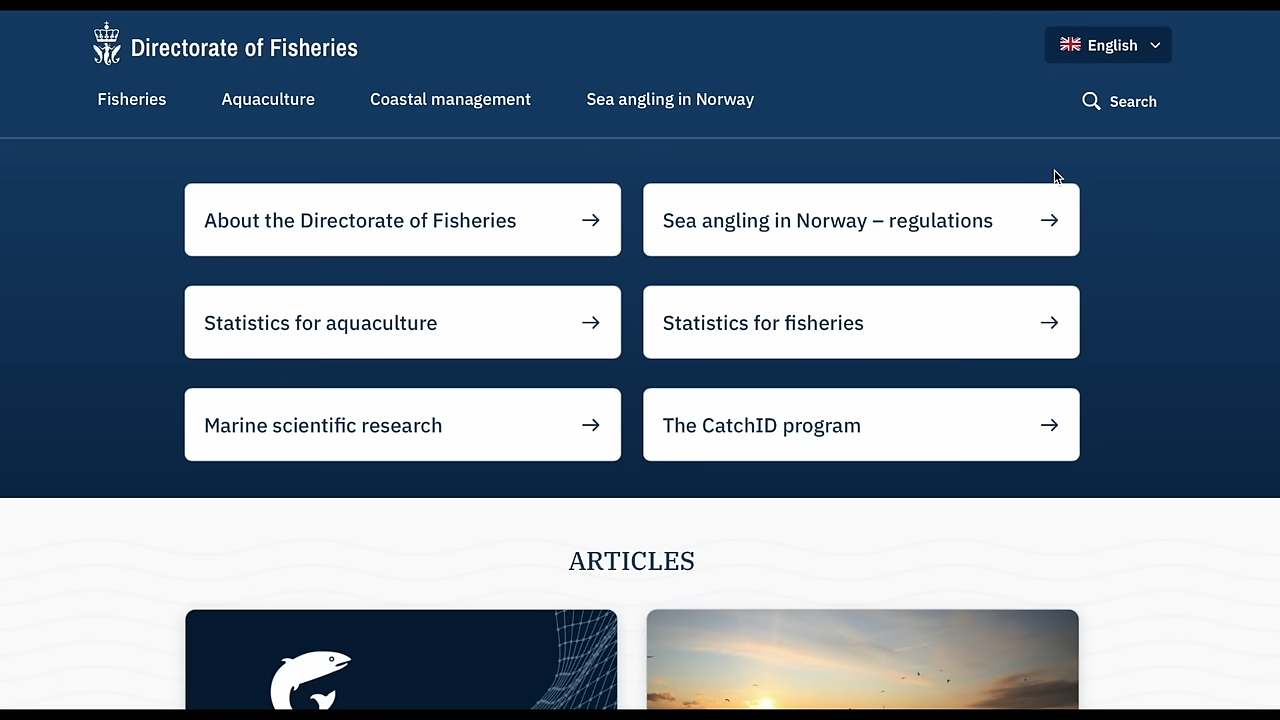 Directorate of Fisheries
English
Fisheries
Aquaculture
Coastal management
Sea angling in Norway
Search
About the Directorate of Fisheries
Sea angling in Norway – regulations
Statistics for aquaculture
Statistics for fisheries
Marine scientific research
The CatchID program
ARTICLES